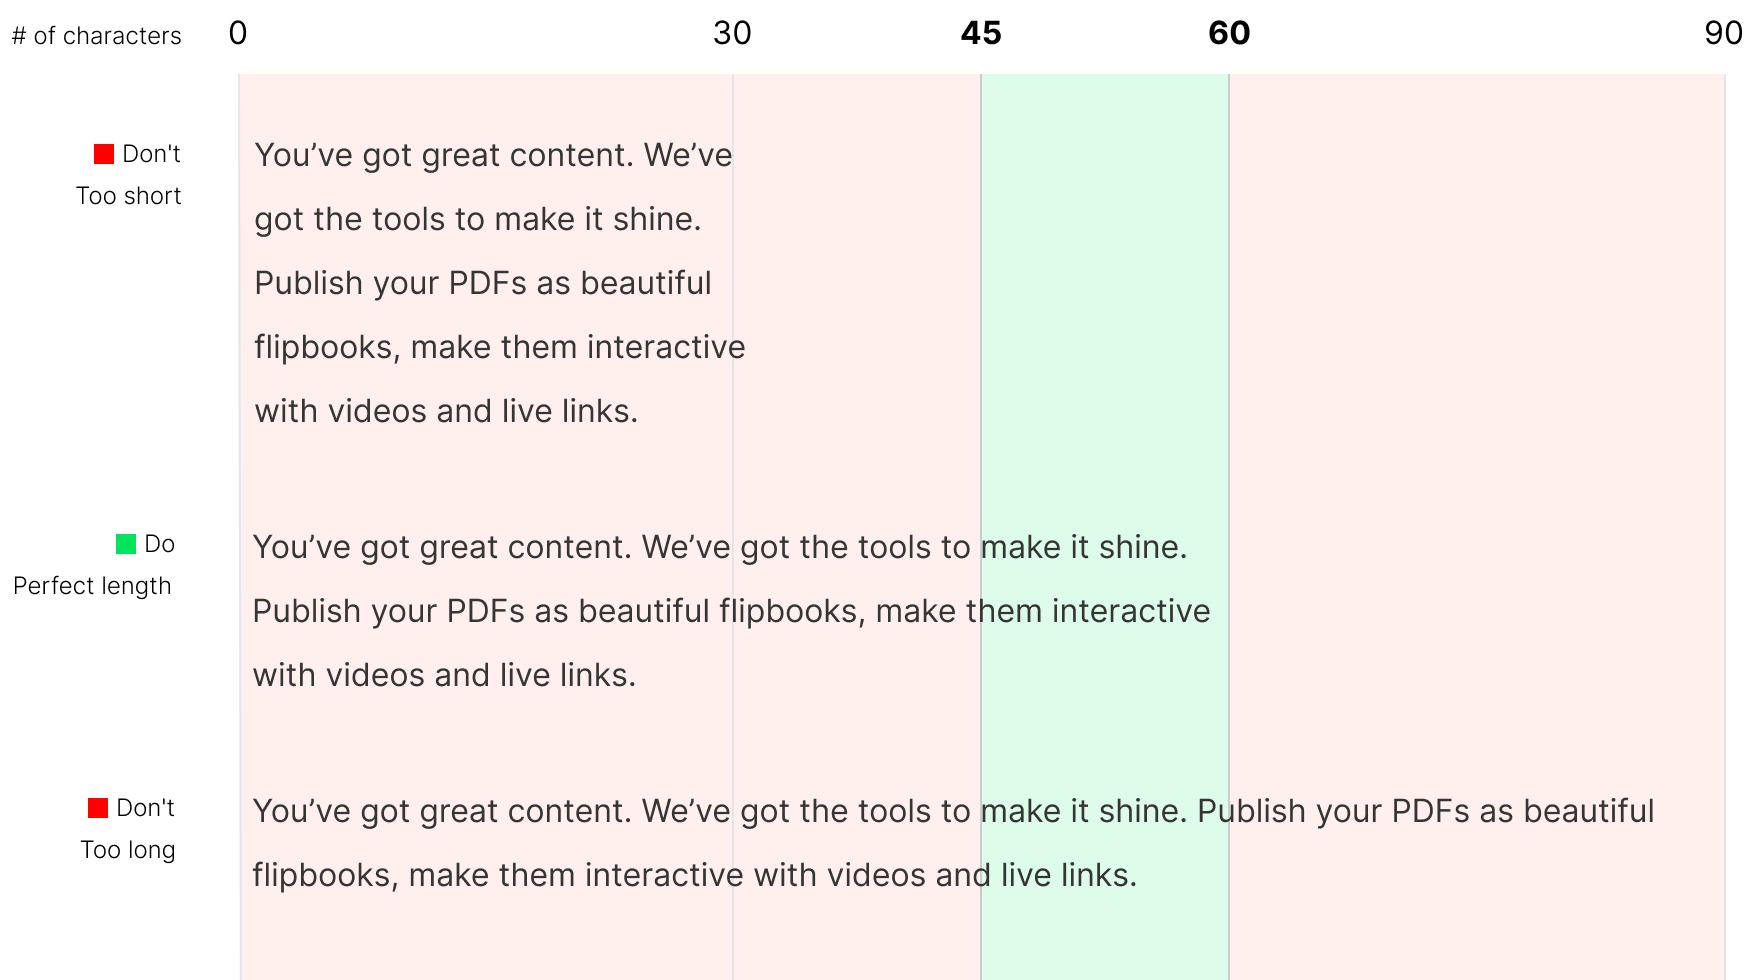 # of characters 0 30 45 60 90
Don't
Too short
You’ve got great content. We’ve
got the tools to make it shine.
Publish your PDFs as beautiful
flipbooks, make them interactive
with videos and live links.
Do
Perfect length
You’ve got great content. We’ve got the tools to make it shine.
Publish your PDFs as beautiful flipbooks, make them interactive
with videos and live links.
Don't
Too long
You’ve got great content. We’ve got the tools to make it shine. Publish your PDFs as beautiful
flipbooks, make them interactive with videos and live links.